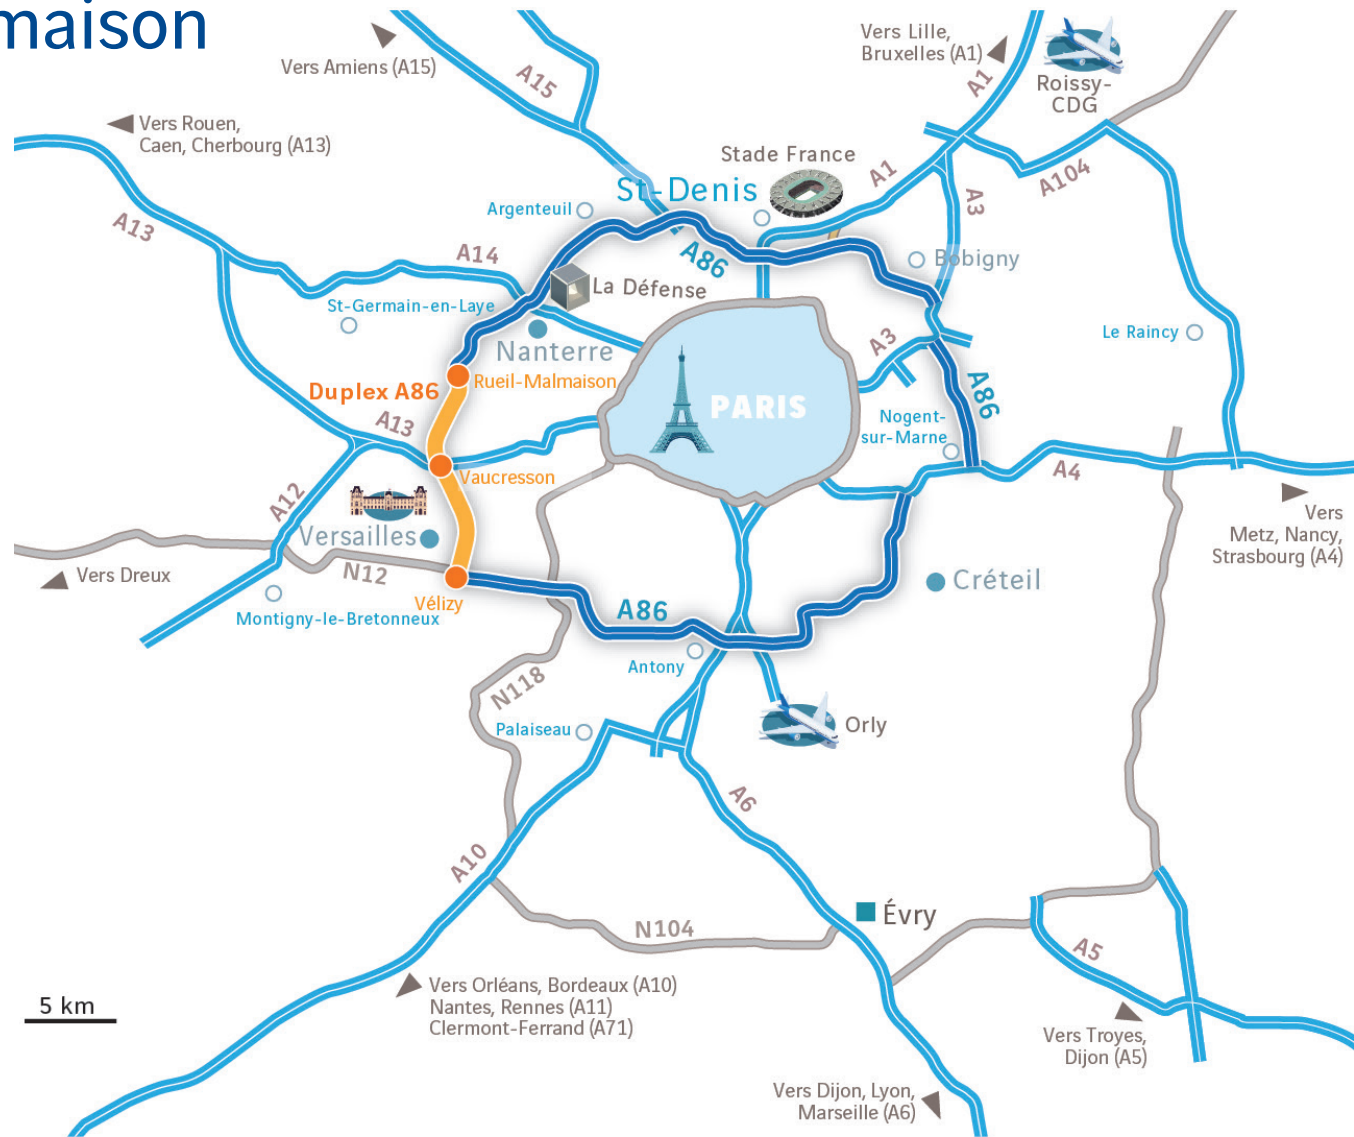 maison
Vers Amiens (A15)
A15
Vers Lille,
Bruxelles (A1)
A1
Roissy-
CDG
Vers Rouen,
Caen, Cherbourg (A13)
Stade France
A1
A104
A3
St-Denis
Argenteuil
A13
A14
A86
Bobigny
La Défense
St-Germain-en-Laye
Le Raincy
Nanterre
A3
Rueil-Malmaison
Duplex A86
A86
PARIS
A13
Nogent-
sur-Marne
Vaucresson
A4
A12
Vers
Metz, Nancy,
Strasbourg (A4)
Versailles
N12
Vers Dreux
Créteil
Vélizy
A86
Montigny-le-Bretonneux
Antony
N118
Palaiseau
Orly
A6
A10
Évry
N104
A5
Vers Orléans, Bordeaux (A10)
Nantes, Rennes (A11)
Clermont-Ferrand (A71)
5 km
Vers Troyes,
Dijon (A5)
Vers Dijon, Lyon,
Marseille (A6)